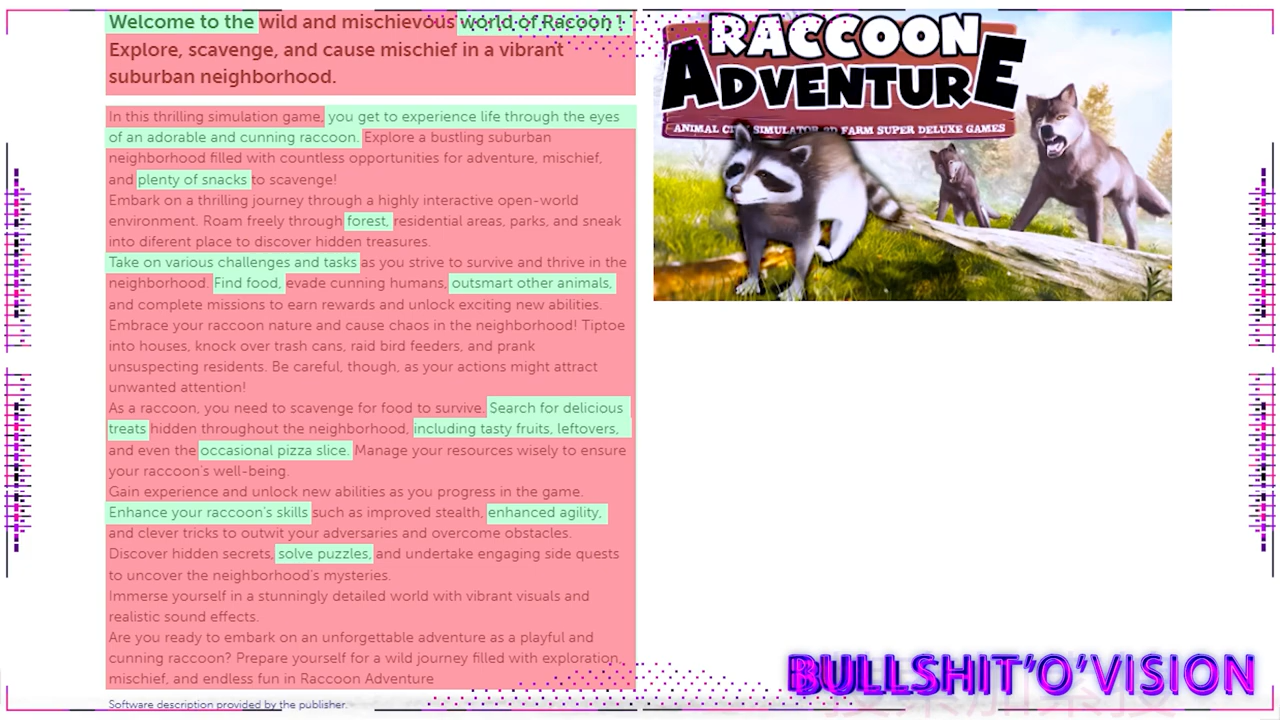 Welcome to the wild and mischievous world of Racoon !
Explore, scavenge, and cause mischief in a vibrant
suburban neighborhood.
In this thrilling simulation game, you get to experience life through the eyes
of an adorable and cunning raccoon. Explore a bustling suburban
neighborhood filled with countless opportunities for adventure, mischief,
and plenty of snacks to scavenge!
Embark on a thrilling journey through a highly interactive open-world
environment. Roam freely through forest, residential areas, parks, and sneak
into diferent place to discover hidden treasures.
Take on various challenges and tasks as you strive to survive and thrive in the
neighborhood. Find food, evade cunning humans, outsmart other animals,
and complete missions to earn rewards and unlock exciting new abilities.
Embrace your raccoon nature and cause chaos in the neighborhood! Tiptoe
into houses, knock over trash cans, raid bird feeders, and prank
unsuspecting residents. Be careful, though, as your actions might attract
unwanted attention!
As a raccoon, you need to scavenge for food to survive. Search for delicious
treats hidden throughout the neighborhood, including tasty fruits, leftovers,
and even the occasional pizza slice. Manage your resources wisely to ensure
your raccoon's well-being.
Gain experience and unlock new abilities as you progress in the game.
Enhance your raccoon's skills such as improved stealth, enhanced agility,
and clever tricks to outwit your adversaries and overcome obstacles.
Discover hidden secrets, solve puzzles, and undertake engaging side quests
to uncover the neighborhood's mysteries.
Immerse yourself in a stunningly detailed world with vibrant visuals and
realistic sound effects.
Are you ready to embark on an unforgettable adventure as a playful and
cunning raccoon? Prepare yourself for a wild journey filled with exploration,
mischief, and endless fun in Raccoon Adventure
Software description provided by the publisher.
RACCOON
ADVENTURE
ANIMAL CITY SIMULATOR 3D FARM SUPER DELUXE GAMES
BULLSHIT'O'VISION